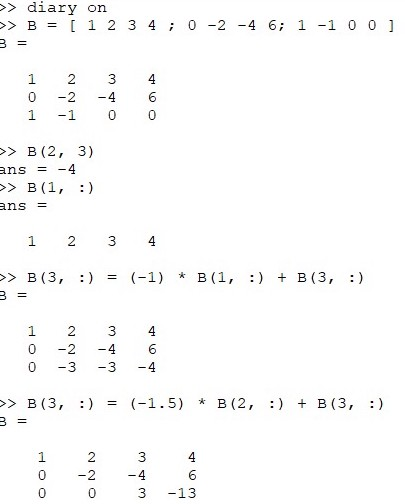 >> diary on
>> B = [ 1 2 3 4 ; 0 -2 -4 6; 1 -1 0 0 ]
B =
1 2 3 4
0 -2 -4 6
1 -1 0 0
>> B(2, 3)
ans = -4
>> B(1, :)
ans =
1 2 3 4
>> B(3, :) = (-1) * B(1, :) + B(3, :)
B =
1 2 3 4
0 -2 -4 6
0 -3 -3 -4
>> B(3, :) = (-1.5) * B(2, :) + B(3, :)
B =
1 2 3 4
0 -2 -4 6
0 0 3 -13